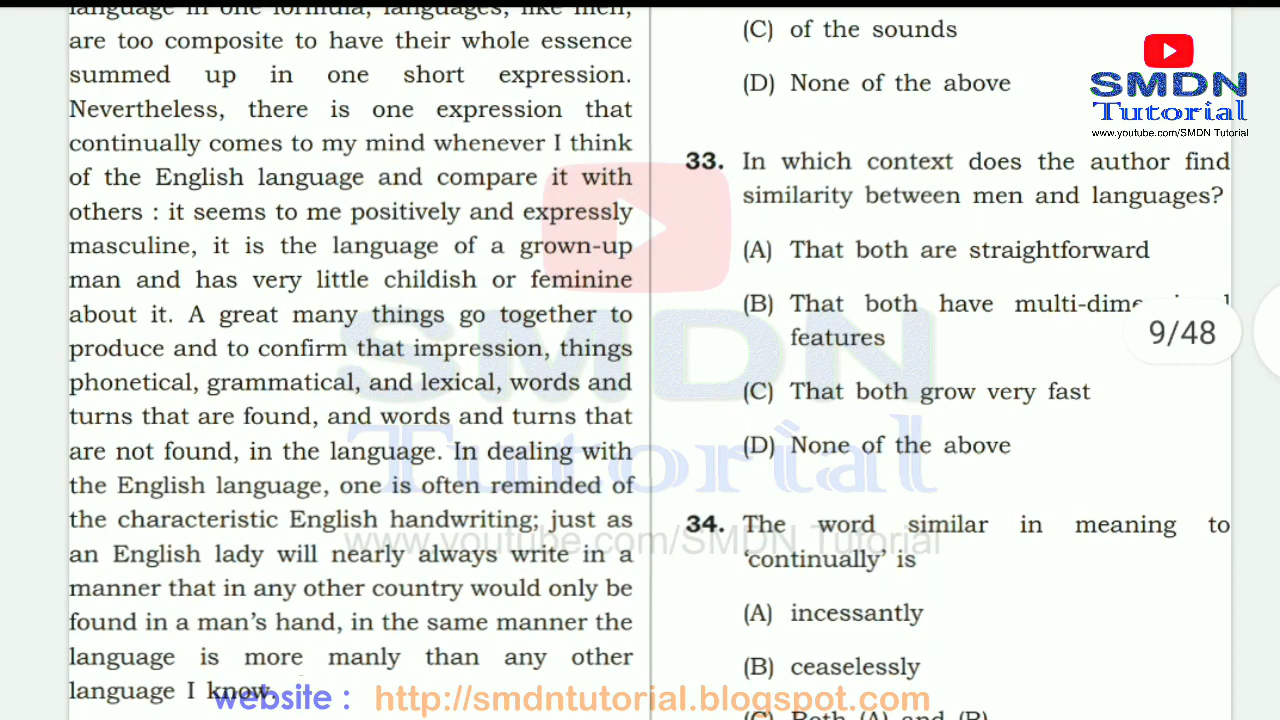 language in one formula, languages, like men,
are too composite to have their whole essence
summed up in one short expression.
Nevertheless, there is one expression that
continually comes to my mind whenever I think
of the English language and compare it with
others : it seems to me positively and expressly
masculine, it is the language of a grown-up
man and has very little childish or feminine
about it. A great many things go together to
produce and to confirm that impression, things
phonetical, grammatical, and lexical, words and
turns that are found, and words and turns that
are not found, in the language. In dealing with
the English language, one is often reminded of
the characteristic English handwriting; just as
an English lady will nearly always write in a
manner that in any other country would only be
found in a man's hand, in the same manner the
language is more manly than any other
language I know.
(C) of the sounds
(D) None of the above
33. In which context does the author find
similarity between men and languages?
(A) That both are straightforward
(B) That both have
features
(C) That both grow very fast
(D) None of the above
34. The word similar in meaning to
'continually' is
(A) incessantly
(B) ceaselessly
(C) Both (A) and (B)
SMDN
Tutorial
www.youtube.com/SMDN Tutorial
9/48
SMDN
Tutorial
www.youtube.com/SMDN Tutorial
website : http://smdntutorial.blogspot.com